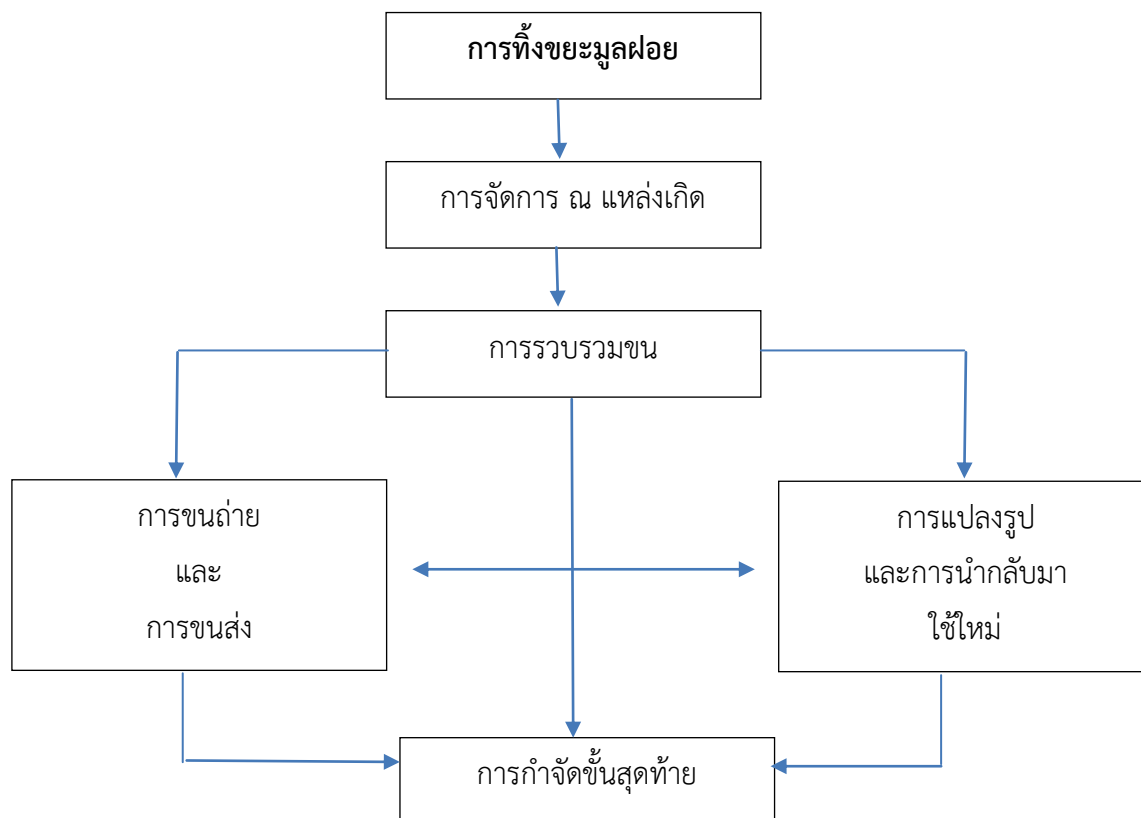 การทิ้งขยะมูลฝอย
การจัดการ ณ แหล่งเกิด
การรวบรวมขน
การขนถ่าย
และ
การขนส่ง
การแปลงรูป
และการนำกลับมา
ใช้ใหม่
การกำจัดขั้นสุดท้าย